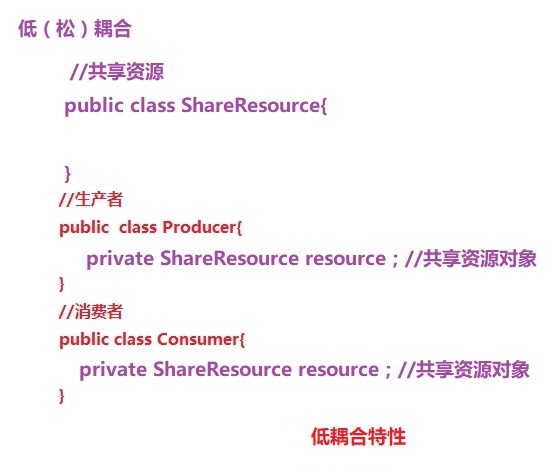 低（松）耦合
//共享资源
public class ShareResource{
}
//生产者
public class Producer{
private ShareResource resource；//共享资源对象
}
//消费者
public class Consumer{
private ShareResource resource；//共享资源对象
}
低耦合特性